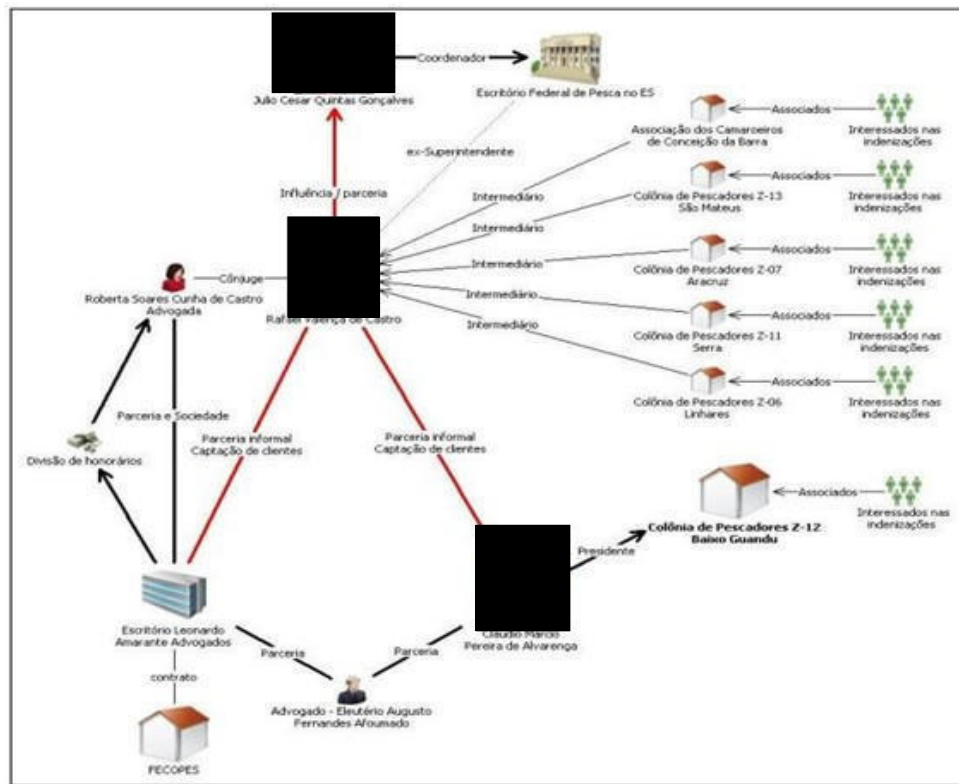 Coordenador
Julio Cesar Quintas Gonçalves
Escritório Federal de Pesca no ES
ex-Superintendente
Influência / parceria
Associação dos Camaroeiros
de Conceição da Barra
Associados
Interessados nas
indenizações
Intermediário
Colônia de Pescadores Z-13
São Mateus
Associados
Interessados nas
indenizações
Intermediário
Colônia de Pescadores Z-07
Aracruz
Associados
Interessados nas
indenizações
Intermediário
Colônia de Pescadores Z-11
Serra
Associados
Interessados nas
indenizações
Intermediário
Colônia de Pescadores Z-06
Linhares
Associados
Interessados nas
indenizações
Intermediário
Cônjuge
Roberta Soares Cunha de Castro
Advogada
Rafael Valença de Castro
Parceria e Sociedade
Divisão de honorários
Parceria informal
Captação de clientes
Parceria informal
Captação de clientes
Colônia de Pescadores Z-12
Baixo Guandu
Associados
Interessados nas
indenizações
Presidente
Claudio Marcio
Pereira de Alvarenga
Escritório Leonardo
Amarante Advogados
Parceria
Parceria
contrato
Advogado - Eleutério Augusto
Fernandes Afoumado
FECOPES